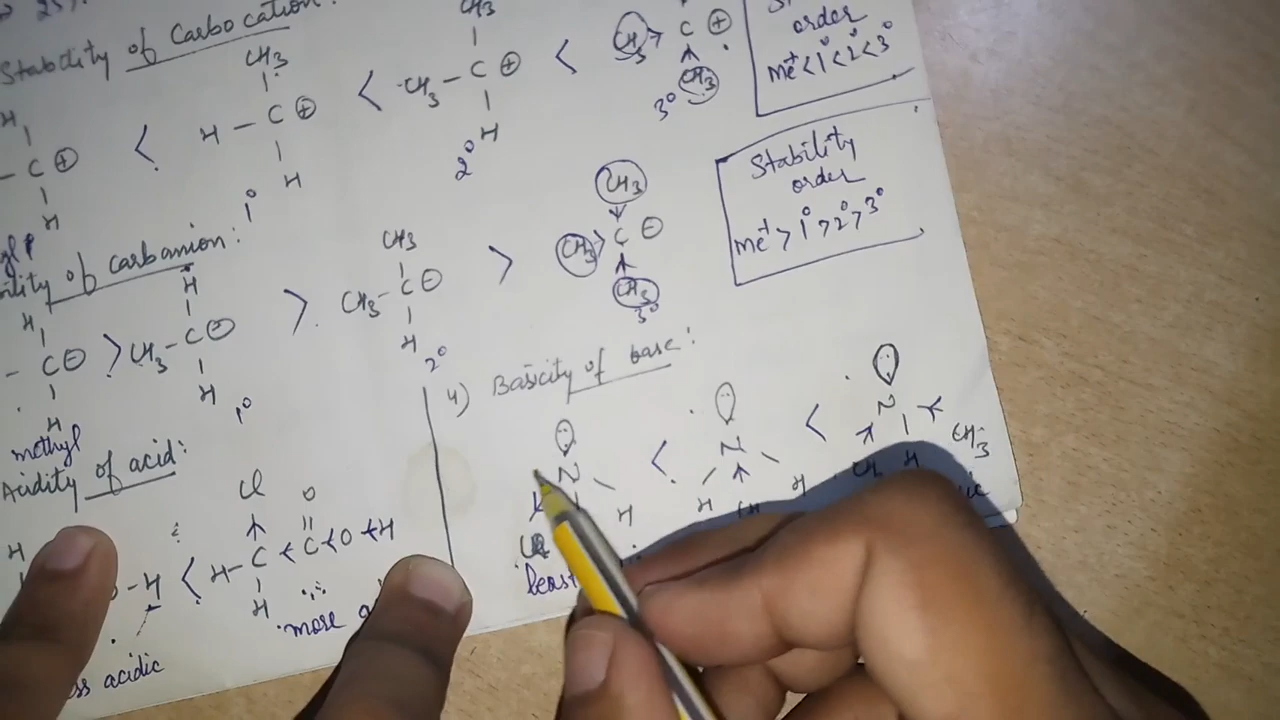 Stability of Carbocation:
CH3 CH3
H CH3 C ⊕
H – C ⊕ < CH3 – C ⊕ < CH3
– C ⊕ < H H 3°
H 1° 2°
Stability
order
me+ < 1° < 2° < 3°
Stability
order
me+ > 1° > 2° > 3°
of carbanion:
H H CH3 CH3
– C ⊖ > CH3 – C ⊖ > CH3 – C ⊖ > CH3 C ⊖
H H H CH3
methyl 1° 2° 3°
Acidity of acid:
H Cl O
– H < H – C C O H
H
less acidic more
4) Basicity of base:
N < N < N
H H H H CH3
least